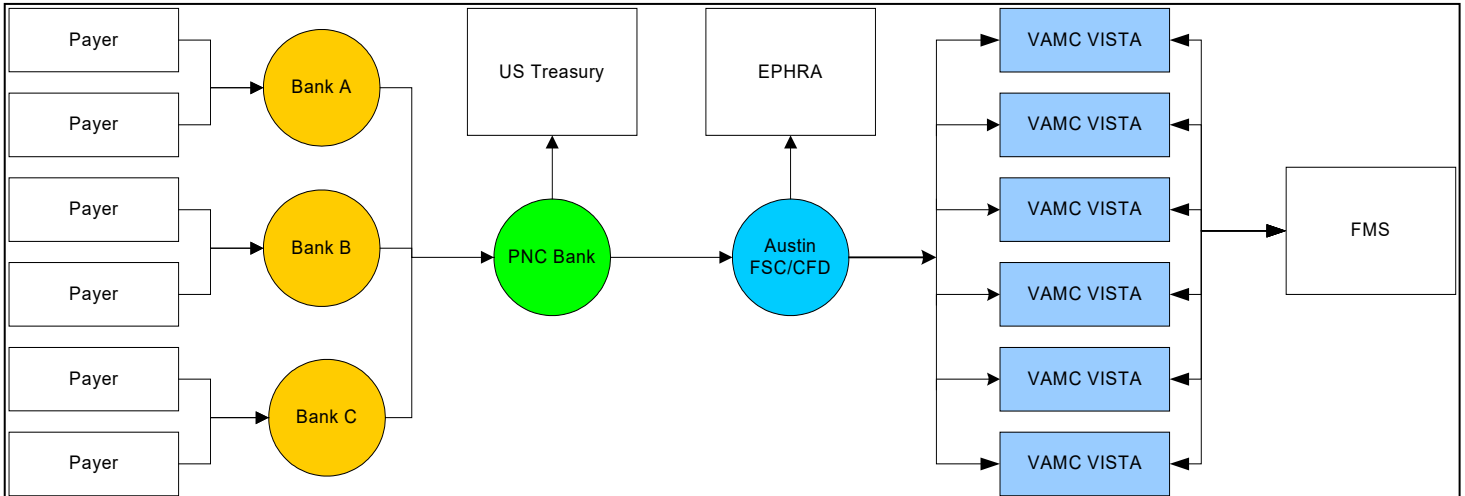 Payer
Payer
Payer
Payer
Payer
Payer
Bank A
Bank B
Bank C
US Treasury
PNC Bank
EPHRA
Austin
FSC/CFD
VAMC VISTA
VAMC VISTA
VAMC VISTA
VAMC VISTA
VAMC VISTA
VAMC VISTA
FMS